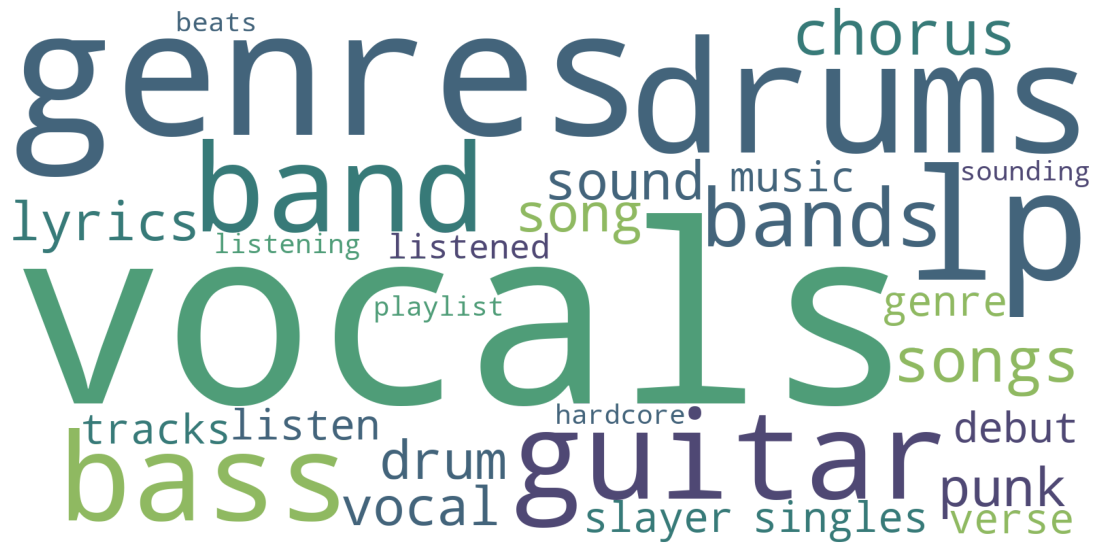 beats
genres
drums
chorus
band
sound
music
sounding
lyrics
song
bands
lp
listening
listened
vocals
playlist
genre
songs
tracks
listen
hardcore
debut
bass
drum
guitar
vocal
punk
slayer
singles
verse